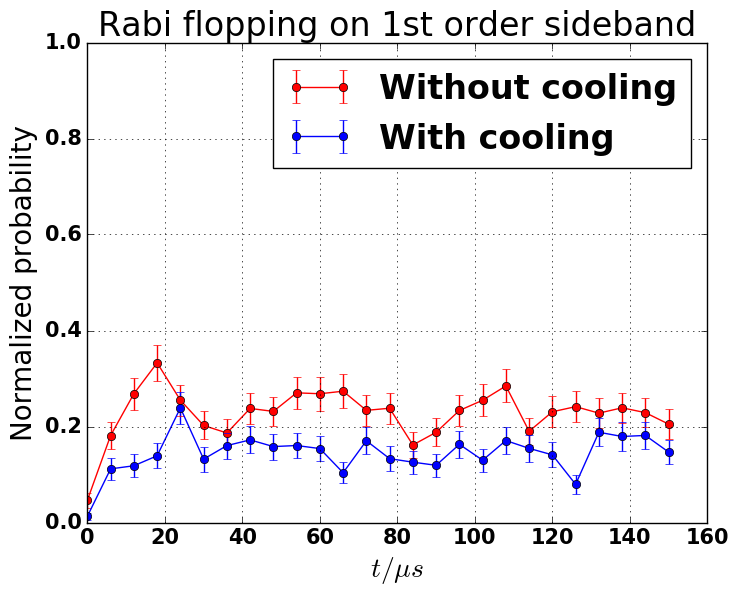 Rabi flopping on 1st order sideband
Without cooling
With cooling
Normalized probability
1.0
0.8
0.6
0.4
0.2
0.0
0 20 40 60 80 100 120 140 160
t/μs